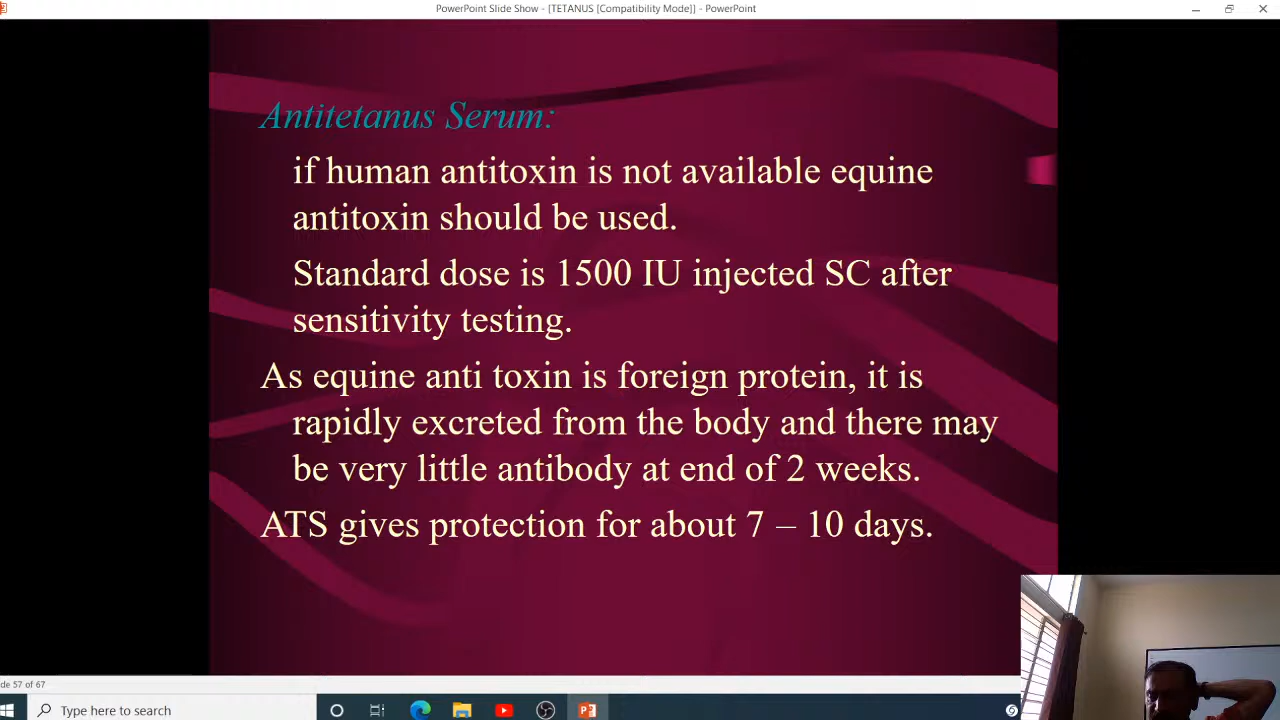 PowerPoint Slide Show - [TETANUS [Compatibility Mode]] - PowerPoint
Antitetanus Serum:
if human antitoxin is not available equine
antitoxin should be used.
Standard dose is 1500 IU injected SC after
sensitivity testing.
As equine anti toxin is foreign protein, it is
rapidly excreted from the body and there may
be very little antibody at end of 2 weeks.
ATS gives protection for about 7 – 10 days.
de 57 of 67
Type here to search